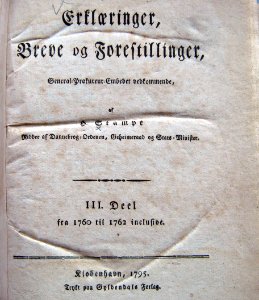 Erklæringer,
Breve og Forestillinger,
General-Prokureur-Embedet vedkommende,
af
H. Stampe
Ridder af Dannebrog-Ordenen, Geheimeraad og Stats-Minister.
III. Deel
fra 1760 til 1762 inclusive.
Kiøbenhavn, 1795.
Trykt paa Gyldendals Forlag.